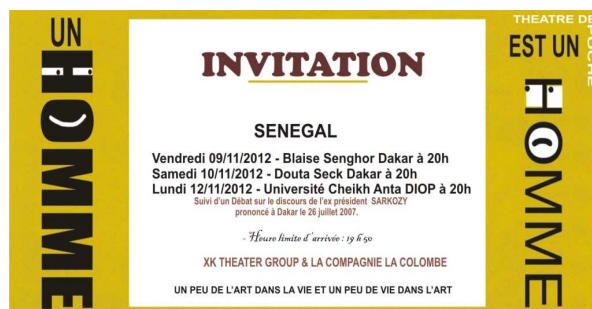 UN
HOMME
INVITATION
SENEGAL
Vendredi 09/11/2012 - Blaise Senghor Dakar à 20h
Samedi 10/11/2012 - Douta Seck Dakar à 20h
Lundi 12/11/2012 - Université Cheikh Anta DIOP à 20h
Suivi d'un Débat sur le discours de l'ex président SARKOZY
prononcé à Dakar le 26 juillet 2007.
- Heure limite d'arrivée : 19 h 50
XK THEATER GROUP & LA COMPAGNIE LA COLOMBE
UN PEU DE L'ART DANS LA VIE ET UN PEU DE VIE DANS L'ART
THEATRE DE
POCHE
EST UN
HOMME